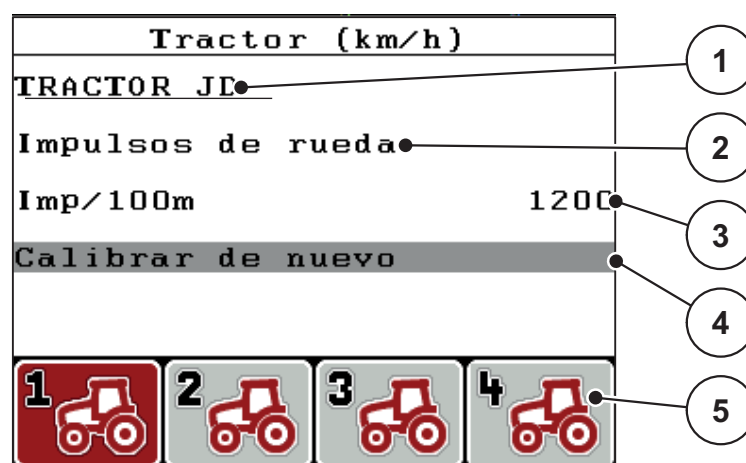 Tractor (km/h)
TRACTOR JD
1
Impulsos de rueda
2
Imp/100m 1200
3
Calibrar de nuevo
4
1 2 3 4
5